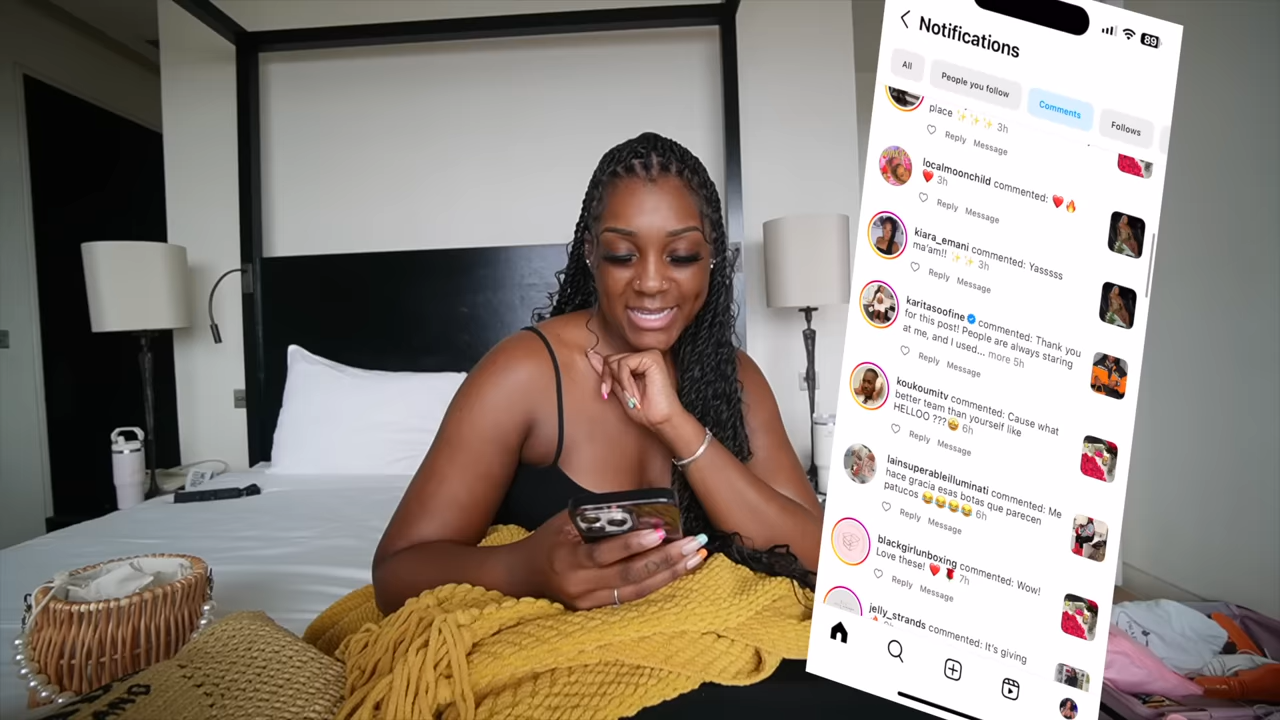 Notifications
89
All
People you follow
Comments
Follows
place ✨✨✨ 3h
Reply Message
localmoonchild commented: ❤️🔥
❤️ 3h
Reply Message
kiara_emani commented: Yasssss
ma'am!! ✨✨ 3h
Reply Message
karitasoofine commented: Thank you
for this post! People are always staring
at me, and I used... more 5h
Reply Message
koukoumitv commented: Cause what
better team than yourself like
HELLOO ???🤩 6h
Reply Message
lainsuperableilluminati commented: Me
hace gracia esas botas que parecen
patucos 😂😂😂😂 6h
Reply Message
blackgirlunboxing commented: Wow!
Love these! ❤️🌹 7h
Reply Message
jelly_strands commented: It's giving